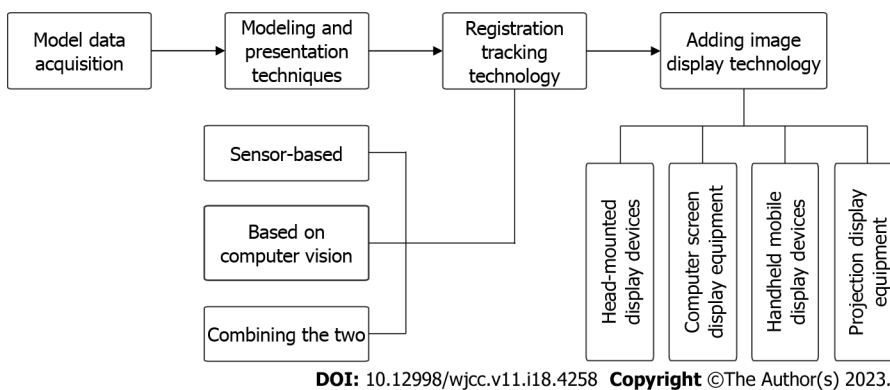 Model data
acquisition
Modeling and
presentation
techniques
Registration
tracking
technology
Adding image
display technology
Sensor-based
Based on
computer vision
Combining the two
Head-mounted
display devices
Computer screen
display equipment
Handheld mobile
display devices
Projection display
equipment
DOI: 10.12998/wjcc.v11.i18.4258 Copyright ©The Author(s) 2023.